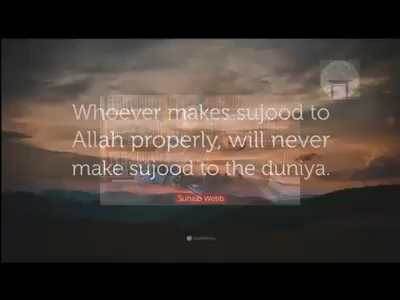 Whoever makes sujood to
Allah properly, will never
make sujood to the duniya.
Suhaib Webb